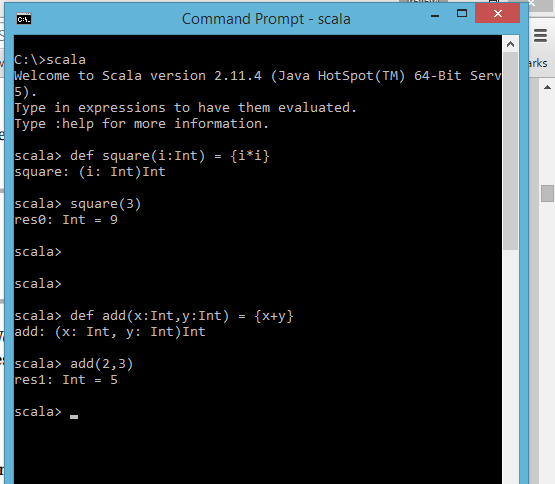 Command Prompt - scala
C:\>scala
Welcome to Scala version 2.11.4 (Java HotSpot(TM) 64-Bit Serv
5).
Type in expressions to have them evaluated.
Type :help for more information.
scala> def square(i:Int) = {i*i}
square: (i: Int)Int
scala> square(3)
res0: Int = 9
scala>
scala>
scala> def add(x:Int,y:Int) = {x+y}
add: (x: Int, y: Int)Int
scala> add(2,3)
res1: Int = 5
scala>
arks